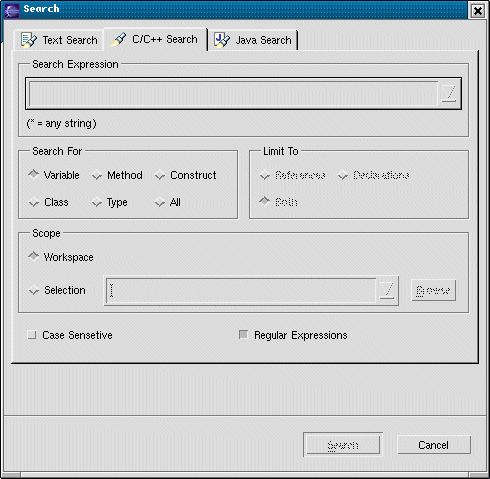 Search
Text Search C/C++ Search Java Search
Search Expression
(* = any string)
Search For Limit To
Variable Method Construct References Declarations
Class Type All Both
Scope
Workspace
Selection Browse
Case Sensetive Regular Expressions
Search Cancel